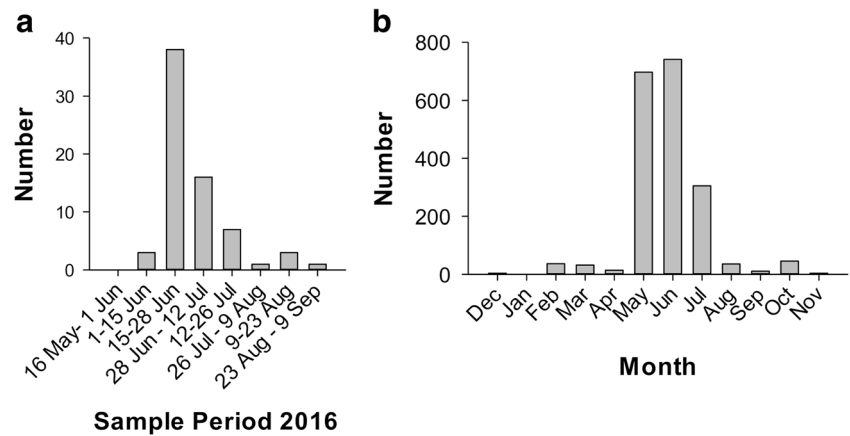 a
Number
40
30
20
10
0
16 May- 1 Jun
1-15 Jun
15-28 Jun
28 Jun - 12 Jul
12-26 Jul
26 Jul - 9 Aug
9-23 Aug
23 Aug - 9 Sep
Sample Period 2016
b
Number
800
600
400
200
0
Dec
Jan
Feb
Mar
Apr
May
Jun
Jul
Aug
Sep
Oct
Nov
Month